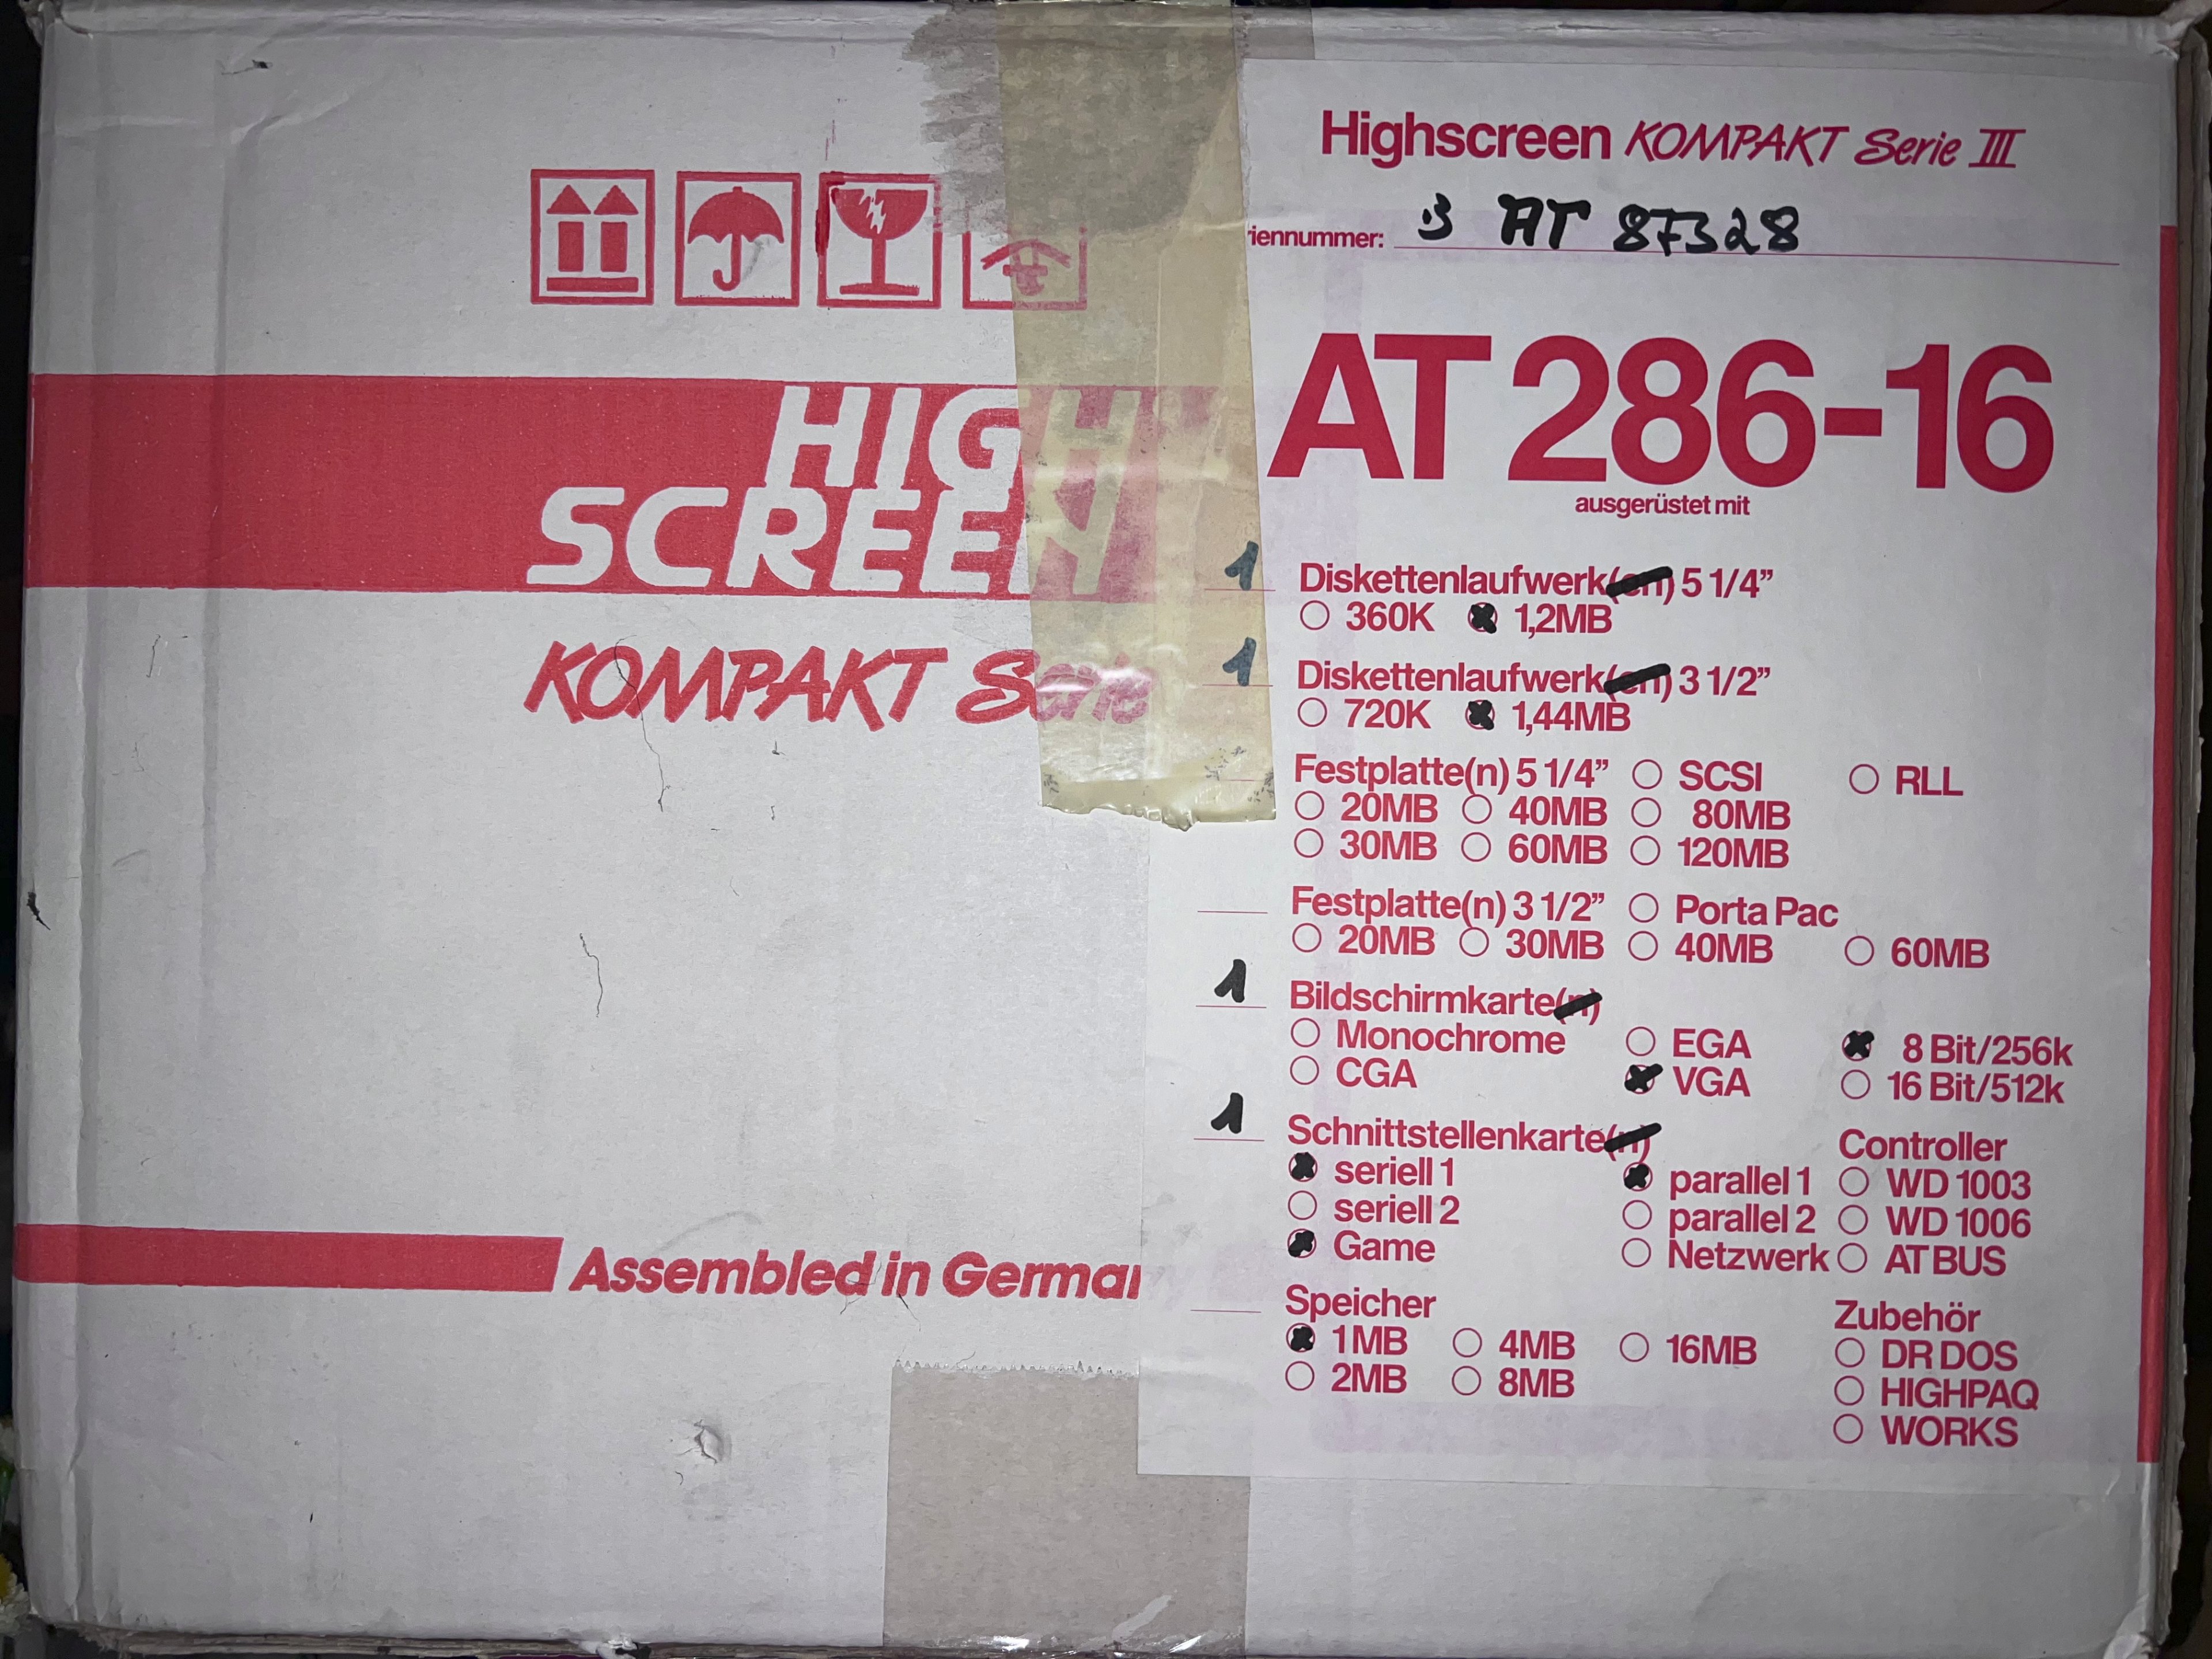 HIGH
SCREEN
KOMPAKT Serie
Assembled in German
Highscreen KOMPAKT Serie III
riennummer: 3 AT 87328
AT 286-16
ausgerüstet mit
1 Diskettenlaufwerk(en) 5 1/4”
360K 1,2MB
1 Diskettenlaufwerk(en) 3 1/2”
720K 1,44MB
Festplatte(n) 5 1/4” SCSI RLL
20MB 40MB 80MB
30MB 60MB 120MB
Festplatte(n) 3 1/2” Porta Pac
20MB 30MB 40MB 60MB
1 Bildschirmkarte(n)
Monochrome EGA 8 Bit/256k
CGA VGA 16 Bit/512k
1 Schnittstellenkarte(n) Controller
seriell 1 parallel 1 WD 1003
seriell 2 parallel 2 WD 1006
Game Netzwerk AT BUS
Speicher Zubehör
1MB 4MB 16MB DR DOS
2MB 8MB HIGHPAQ
WORKS